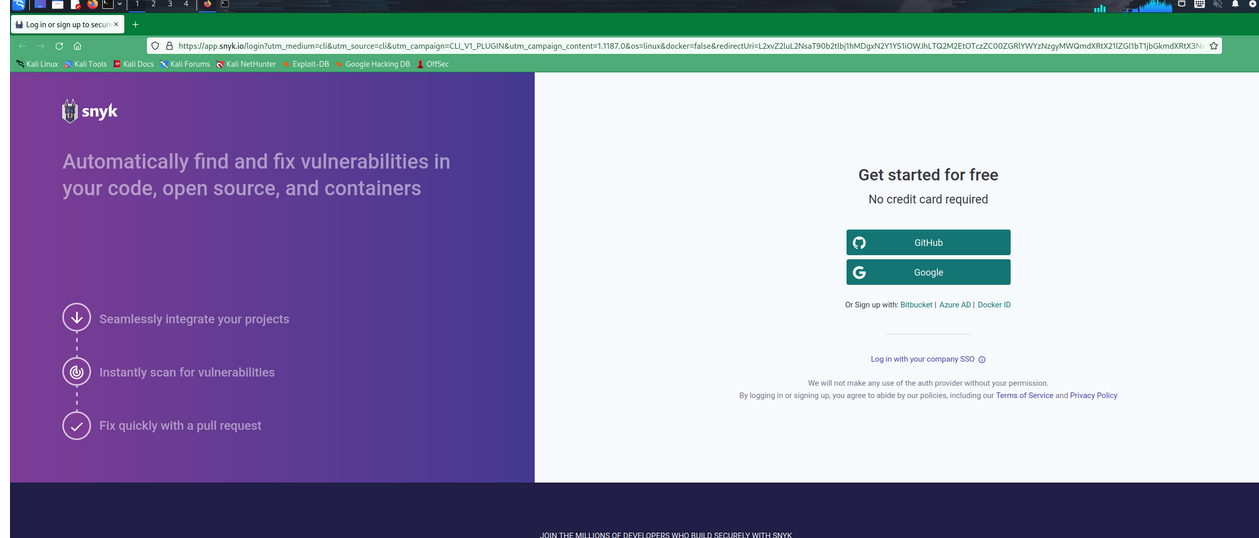 1 2 3 4
Log in or sign up to secure
https://app.snyk.io/login?utm_medium=cli&utm_source=cli&utm_campaign=CLI_V1_PLUGIN&utm_campaign_content=1.1187.0&os=linux&docker=false&redirectUri=
Kali Linux Kali Tools Kali Docs Kali Forums Kali NetHunter Exploit-DB Google Hacking DB OffSec
snyk
Automatically find and fix vulnerabilities in
your code, open source, and containers
Seamlessly integrate your projects
Instantly scan for vulnerabilities
Fix quickly with a pull request
Get started for free
No credit card required
GitHub
Google
Or Sign up with: Bitbucket | Azure AD | Docker ID
Log in with your company SSO
We will not make any use of the auth provider without your permission.
By logging in or signing up, you agree to abide by our policies, including our Terms of Service and Privacy Policy
JOIN THE MILLIONS OF DEVELOPERS WHO BUILD SECURELY WITH SNYK